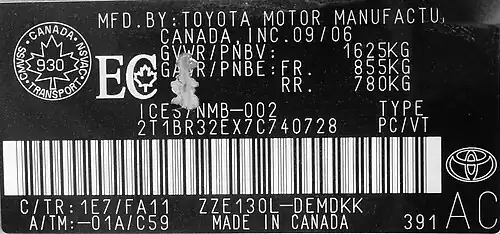 MFD. BY: TOYOTA MOTOR MANUFACTU
CANADA, INC. 09/06
GVWR/PNBV: 1625KG
GAWR/PNBE: FR. 855KG
RR. 780KG
CANADA
CMVSS 930 NSVAC
TRANSPORT
EC
ICES/NMB-002 TYPE
2T1BR32EX7C740728 PC/VT
C/TR: 1E7/FA11 ZZE130L-DEMDKK
A/TM: -01A/C59 MADE IN CANADA 391
AC